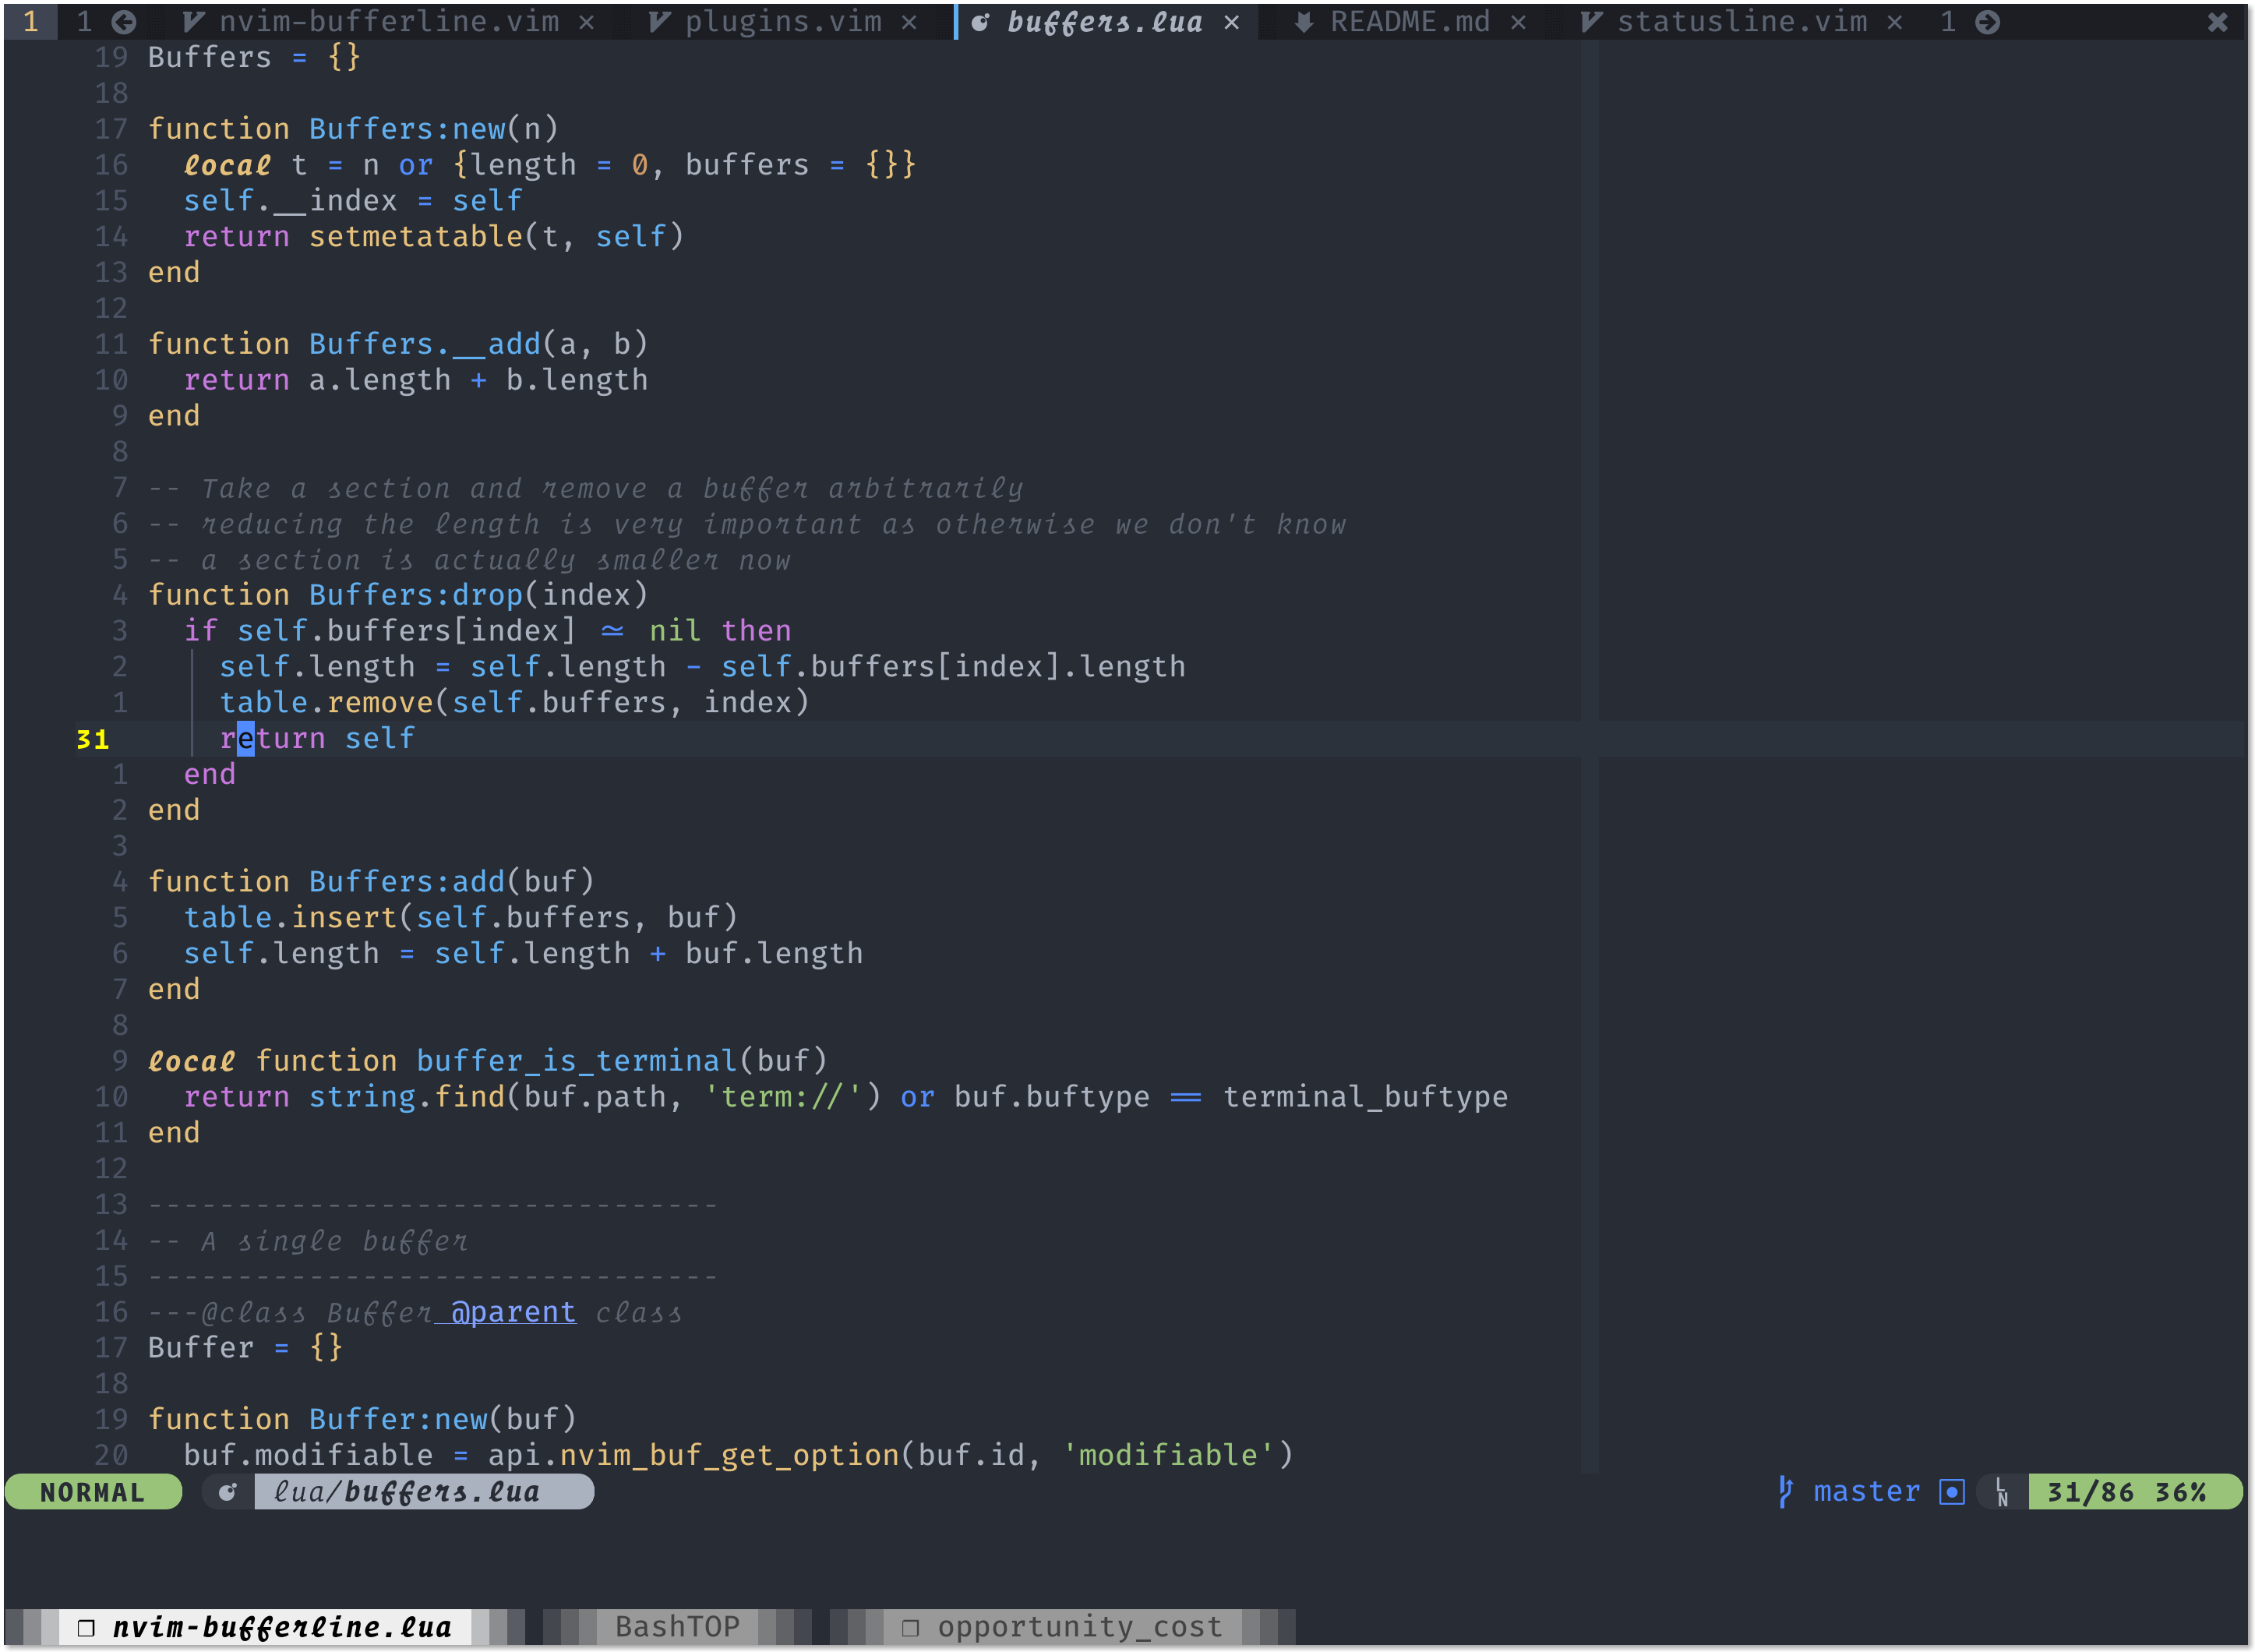 1 1 nvim-bufferline.vim × plugins.vim × buffers.lua × README.md × statusline.vim × 1
19 Buffers = {}
18
17 function Buffers:new(n)
16   local t = n or {length = 0, buffers = {}}
15   self.__index = self
14   return setmetatable(t, self)
13 end
12
11 function Buffers.__add(a, b)
10   return a.length + b.length
9 end
8
7 -- Take a section and remove a buffer arbitrarily
6 -- reducing the length is very important as otherwise we don't know
5 -- a section is actually smaller now
4 function Buffers:drop(index)
3   if self.buffers[index] ~= nil then
2     self.length = self.length - self.buffers[index].length
1     table.remove(self.buffers, index)
31     return self
1   end
2 end
3
4 function Buffers:add(buf)
5   table.insert(self.buffers, buf)
6   self.length = self.length + buf.length
7 end
8
9 local function buffer_is_terminal(buf)
10   return string.find(buf.path, 'term://') or buf.buftype == terminal_buftype
11 end
12
13 --------------------------------
14 -- A single buffer
15 --------------------------------
16 ---@class Buffer @parent class
17 Buffer = {}
18
19 function Buffer:new(buf)
20   buf.modifiable = api.nvim_buf_get_option(buf.id, 'modifiable')
NORMAL lua/buffers.lua master LN 31/86 36%
nvim-bufferline.lua BashTOP opportunity_cost